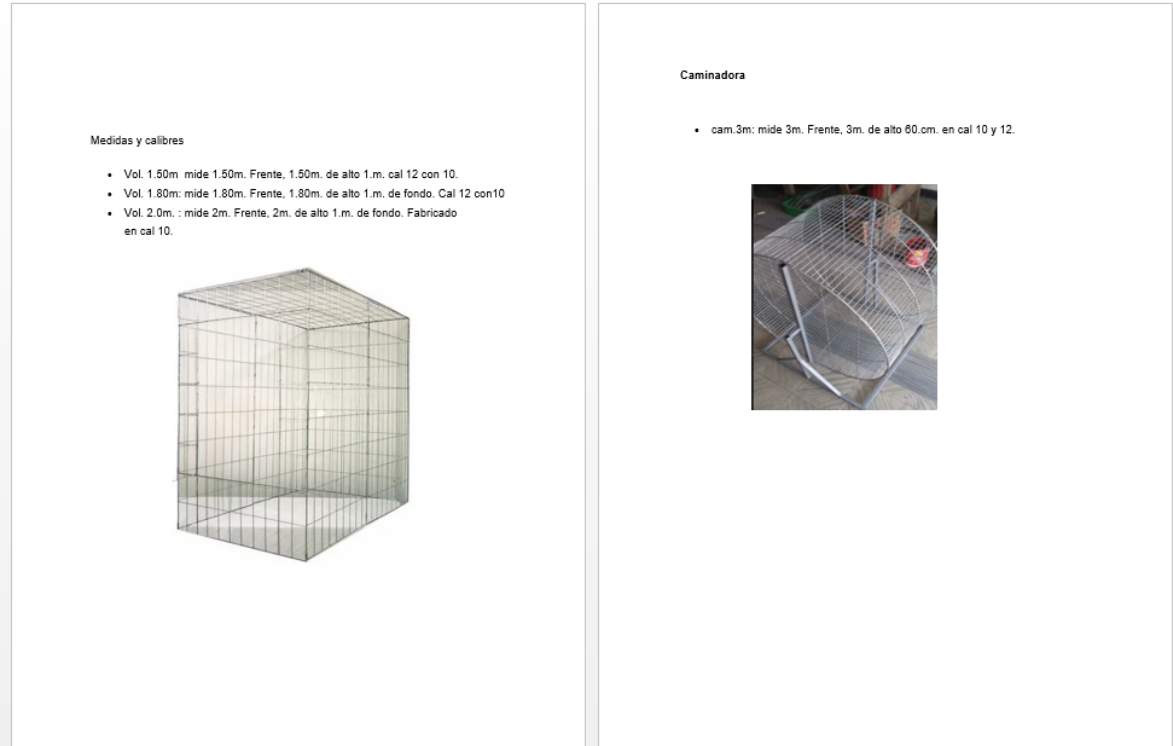 Medidas y calibres
Vol. 1.50m  mide 1.50m. Frente, 1.50m. de alto 1.m. cal 12 con 10.
Vol. 1.80m: mide 1.80m. Frente, 1.80m. de alto 1.m. de fondo. Cal 12 con10
Vol. 2.0m. : mide 2m. Frente, 2m. de alto 1.m. de fondo. Fabricado
en cal 10.
Caminadora
cam.3m: mide 3m. Frente, 3m. de alto 60.cm. en cal 10 y 12.